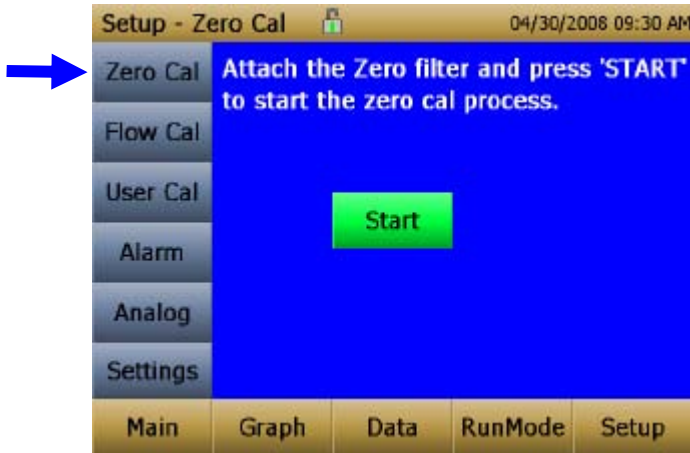 Setup - Zero Cal 04/30/2008 09:30 AM
Zero Cal
Attach the Zero filter and press 'START'
to start the zero cal process.
Flow Cal
User Cal
Start
Alarm
Analog
Settings
Main Graph Data RunMode Setup